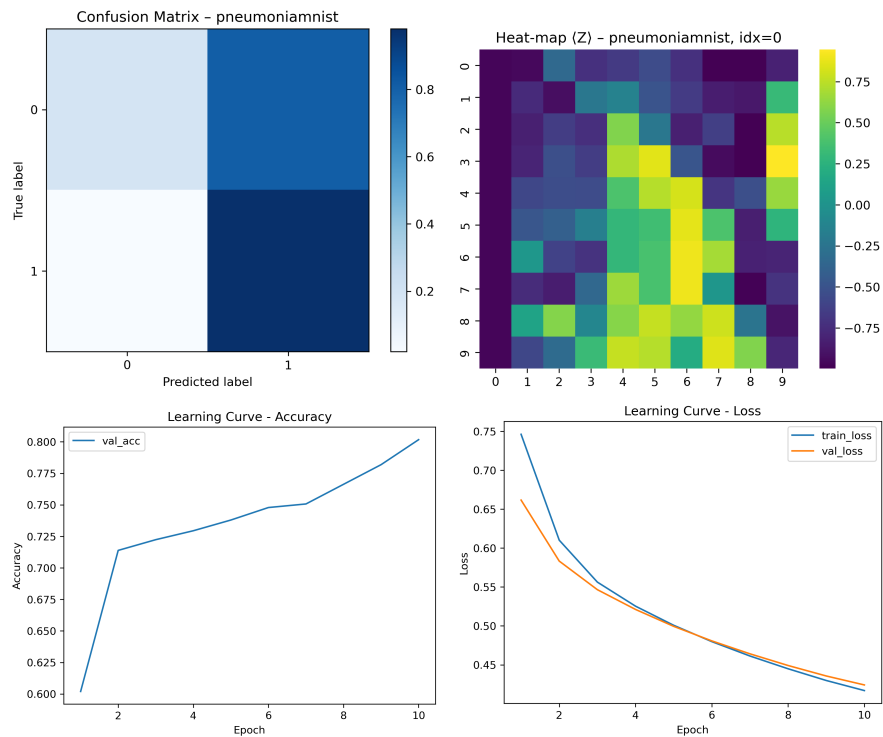 Confusion Matrix – pneumoniamnist
True label
0
1
0
1
Predicted label
0.8
0.6
0.4
0.2
Heat-map ⟨Z⟩ – pneumoniamnist, idx=0
0
1
2
3
4
5
6
7
8
9
0 1 2 3 4 5 6 7 8 9
0.75
0.50
0.25
0.00
−0.25
−0.50
−0.75
Learning Curve - Accuracy
val_acc
Accuracy
0.800
0.775
0.750
0.725
0.700
0.675
0.650
0.625
0.600
2 4 6 8 10
Epoch
Learning Curve - Loss
train_loss
val_loss
Loss
0.75
0.70
0.65
0.60
0.55
0.50
0.45
2 4 6 8 10
Epoch